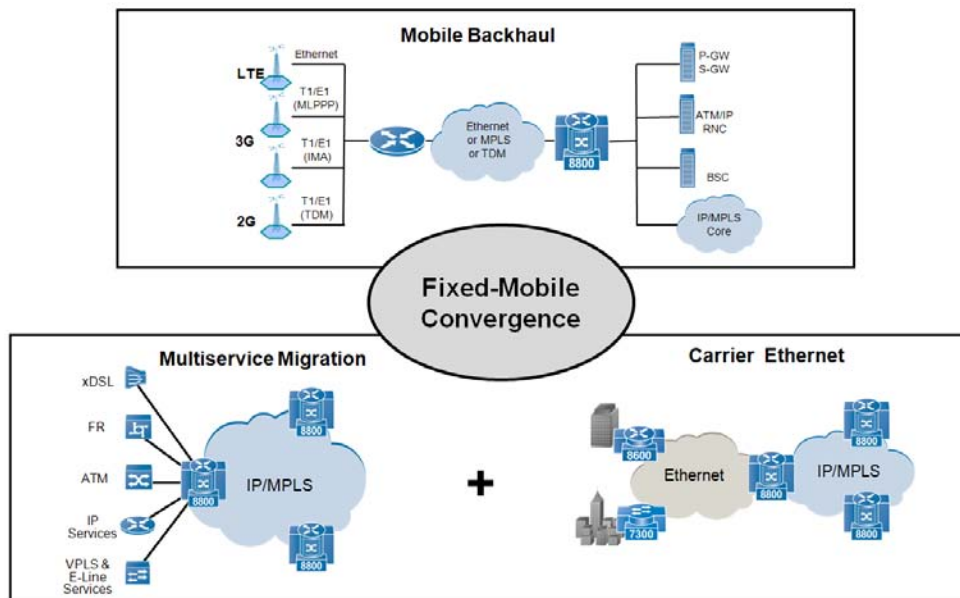 Mobile Backhaul
LTE
Ethernet
T1/E1
(MLPPP)
3G
T1/E1
(IMA)
2G
T1/E1
(TDM)
Ethernet
or MPLS
or TDM
8800
P-GW
S-GW
ATM/IP
RNC
BSC
IP/MPLS
Core
Fixed-Mobile
Convergence
Multiservice Migration
xDSL
FR
ATM
IP
Services
VPLS &
E-Line
Services
8800
IP/MPLS
8800
8800
+
Carrier Ethernet
8600
7300
Ethernet
8800
IP/MPLS
8800
8800